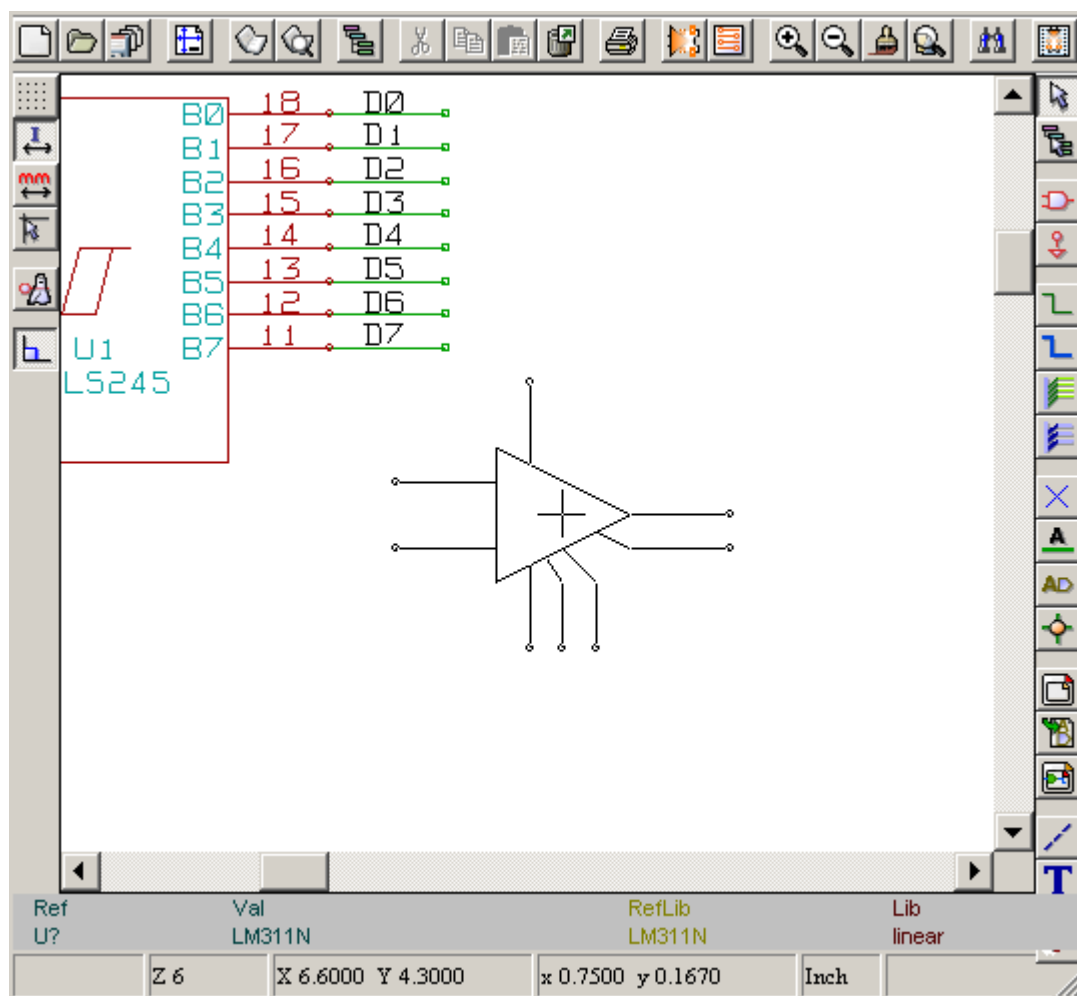 B0 18 D0
B1 17 D1
B2 16 D2
B3 15 D3
B4 14 D4
B5 13 D5
B6 12 D6
B7 11 D7
U1
LS245
mm
I
A
AD
T
Ref Val RefLib Lib
U? LM311N LM311N linear
Z 6 X 6.6000 Y 4.3000 x 0.7500 y 0.1670 Inch